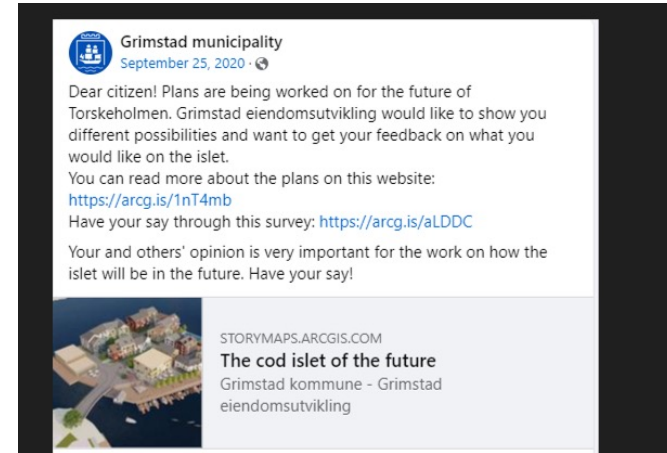 Grimstad municipality
September 25, 2020 ·
Dear citizen! Plans are being worked on for the future of
Torskeholmen. Grimstad eiendomsutvikling would like to show you
different possibilities and want to get your feedback on what you
would like on the islet.
You can read more about the plans on this website:
https://arcg.is/1nT4mb
Have your say through this survey: https://arcg.is/aLDDC
Your and others' opinion is very important for the work on how the
islet will be in the future. Have your say!
STORYMAPS.ARCGIS.COM
The cod islet of the future
Grimstad kommune - Grimstad
eiendomsutvikling